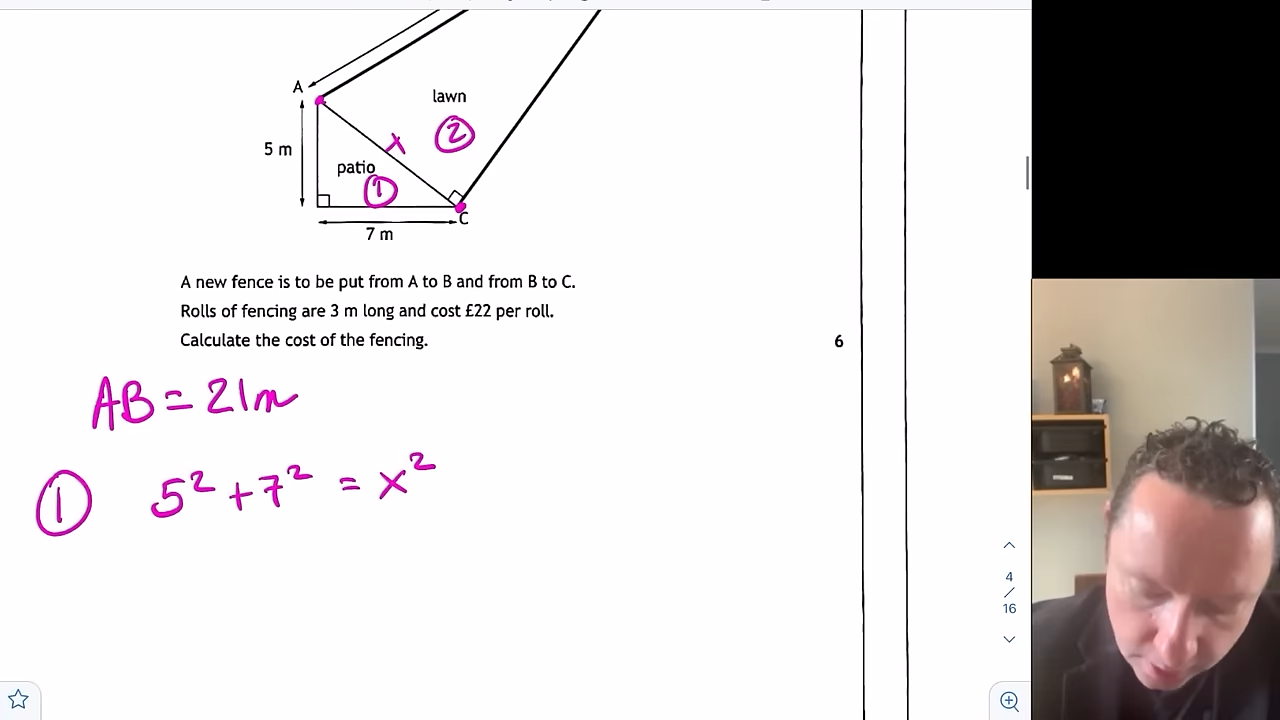 A
lawn
②
5 m
x
patio
①
C
7 m
A new fence is to be put from A to B and from B to C.
Rolls of fencing are 3 m long and cost £22 per roll.
Calculate the cost of the fencing.
6
AB = 21m
① 5² + 7² = x²
4
/
16